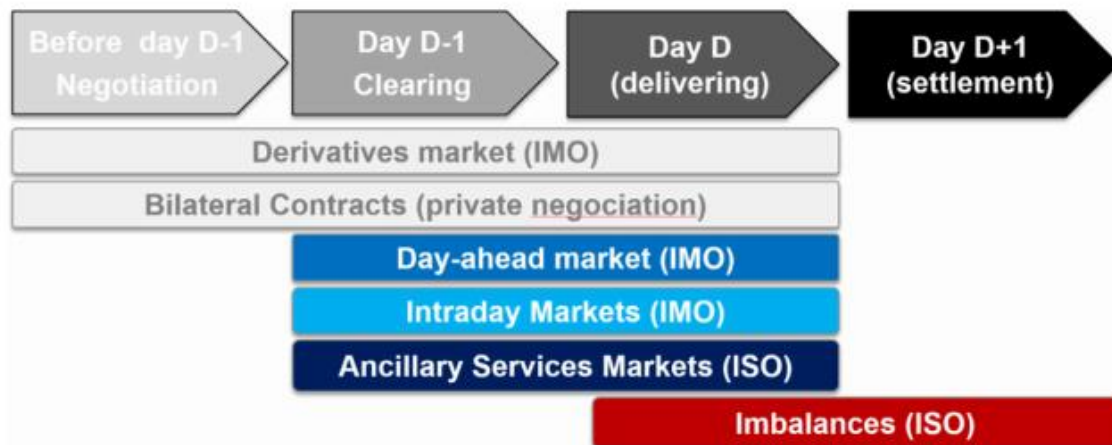 Before day D-1
Negotiation
Day D-1
Clearing
Day D
(delivering)
Day D+1
(settlement)
Derivatives market (IMO)
Bilateral Contracts (private negociation)
Day-ahead market (IMO)
Intraday Markets (IMO)
Ancillary Services Markets (ISO)
Imbalances (ISO)